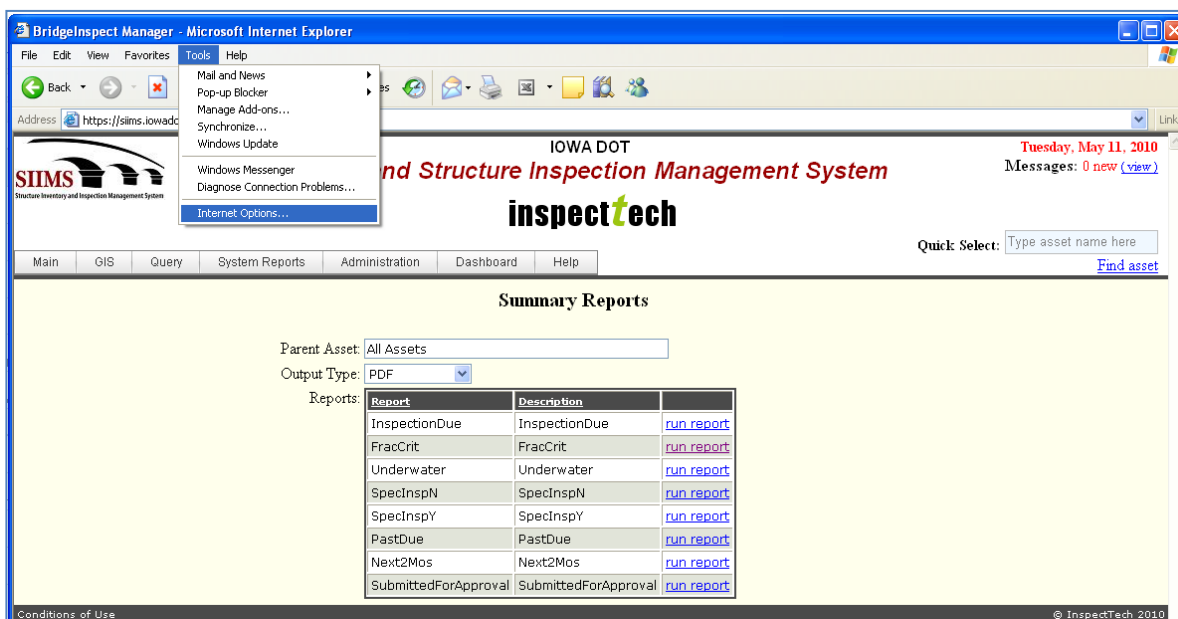 BridgeInspect Manager - Microsoft Internet Explorer
File Edit View Favorites Tools Help
Back
Mail and News
Pop-up Blocker
Manage Add-ons...
Synchronize...
Windows Update
Windows Messenger
Diagnose Connection Problems...
Internet Options...
Address https://siims.iowado
Link
SIIMS
Structure Inventory and Inspection Management System
IOWA DOT
nd Structure Inspection Management System
inspecttech
Tuesday, May 11, 2010
Messages: 0 new (view)
Quick Select: Type asset name here
Find asset
Main GIS Query System Reports Administration Dashboard Help
Summary Reports
Parent Asset: All Assets
Output Type: PDF
Reports:
Report Description
InspectionDue InspectionDue run report
FracCrit FracCrit run report
Underwater Underwater run report
SpecInspN SpecInspN run report
SpecInspY SpecInspY run report
PastDue PastDue run report
Next2Mos Next2Mos run report
SubmittedForApproval SubmittedForApproval run report
Conditions of Use
© InspectTech 2010